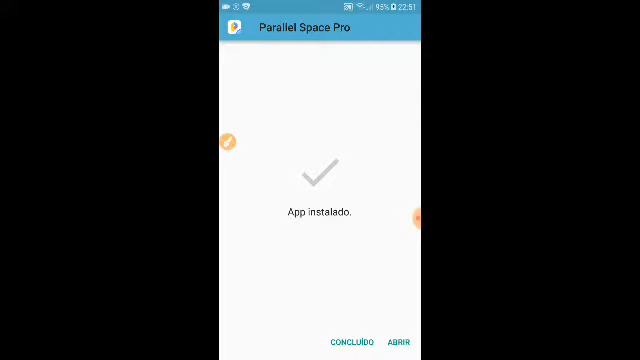 95% 22:51
Parallel Space Pro
App instalado.
CONCLUÍDO ABRIR